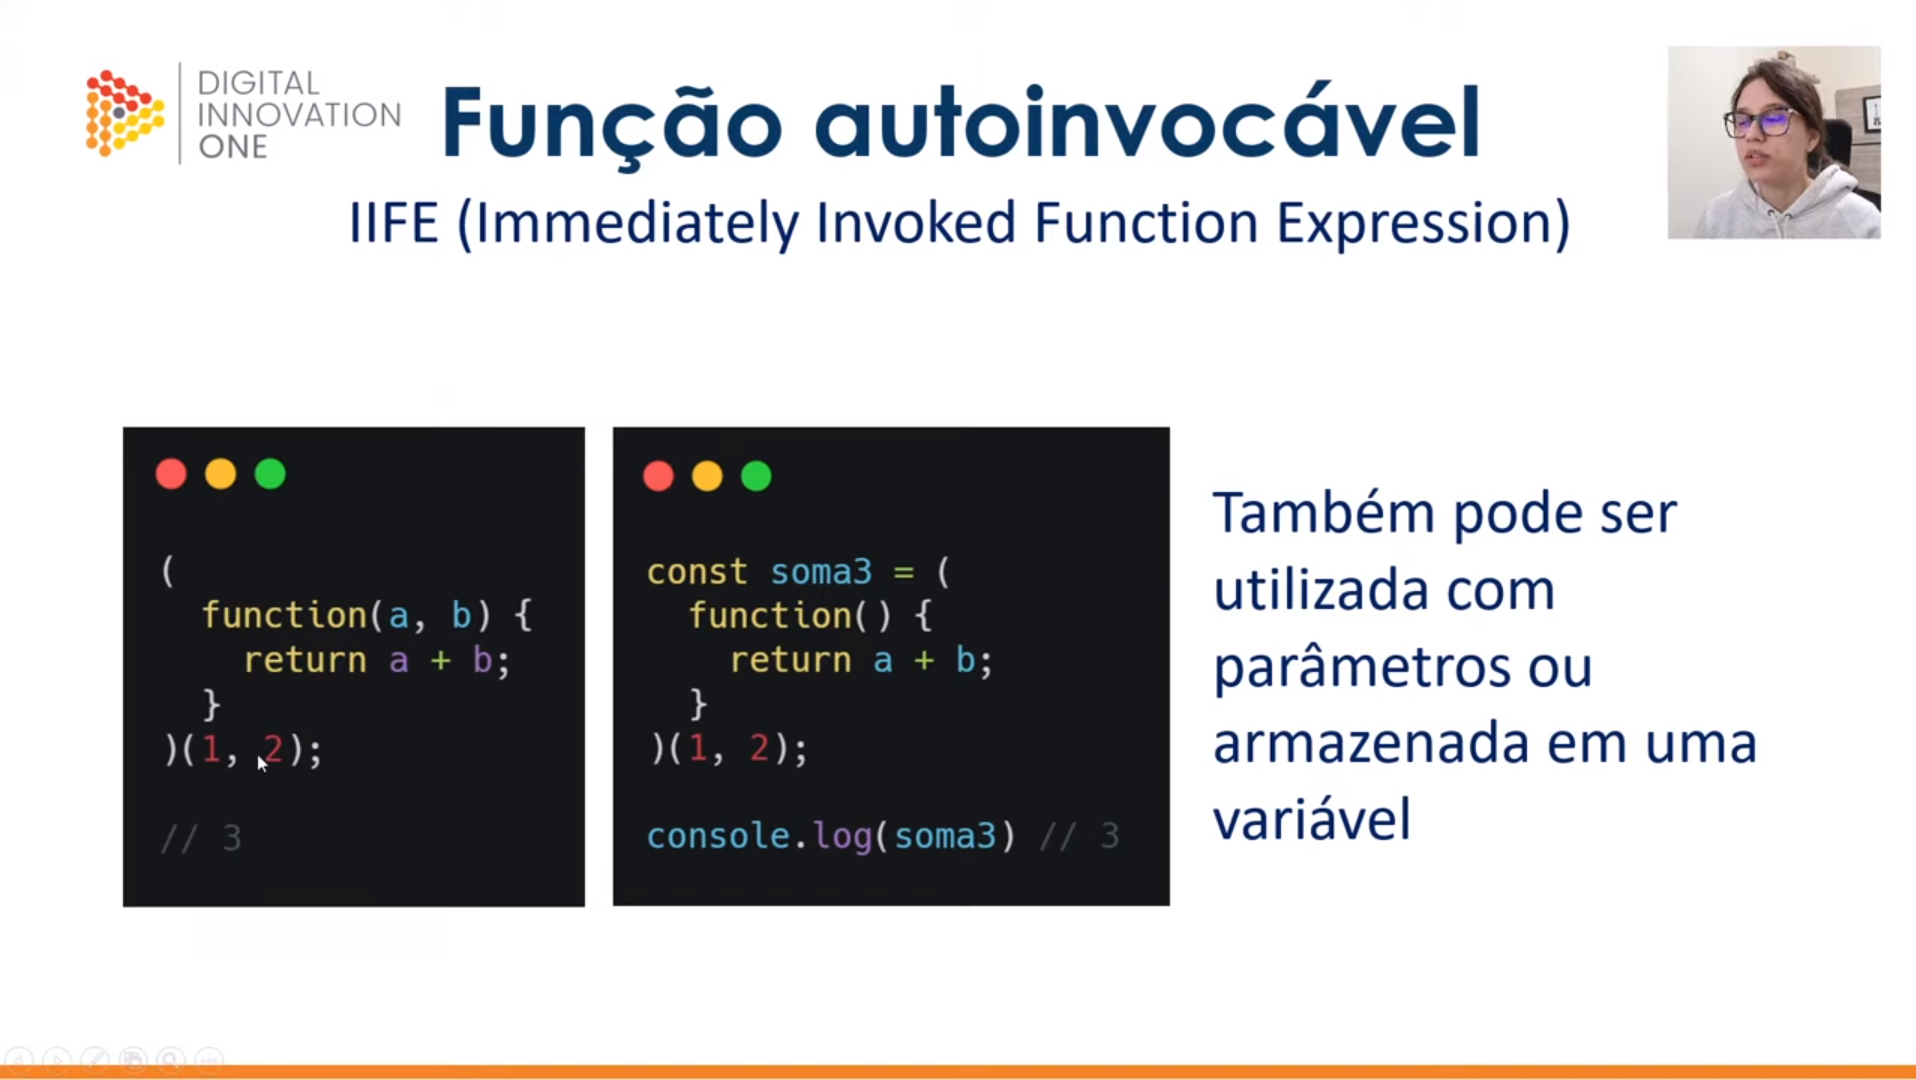 DIGITAL
INNOVATION
ONE
Função autoinvocável
IIFE (Immediately Invoked Function Expression)
(
function(a, b) {
return a + b;
}
)(1, 2);
// 3
const soma3 = (
function() {
return a + b;
}
)(1, 2);
console.log(soma3) // 3
Também pode ser
utilizada com
parâmetros ou
armazenada em uma
variável